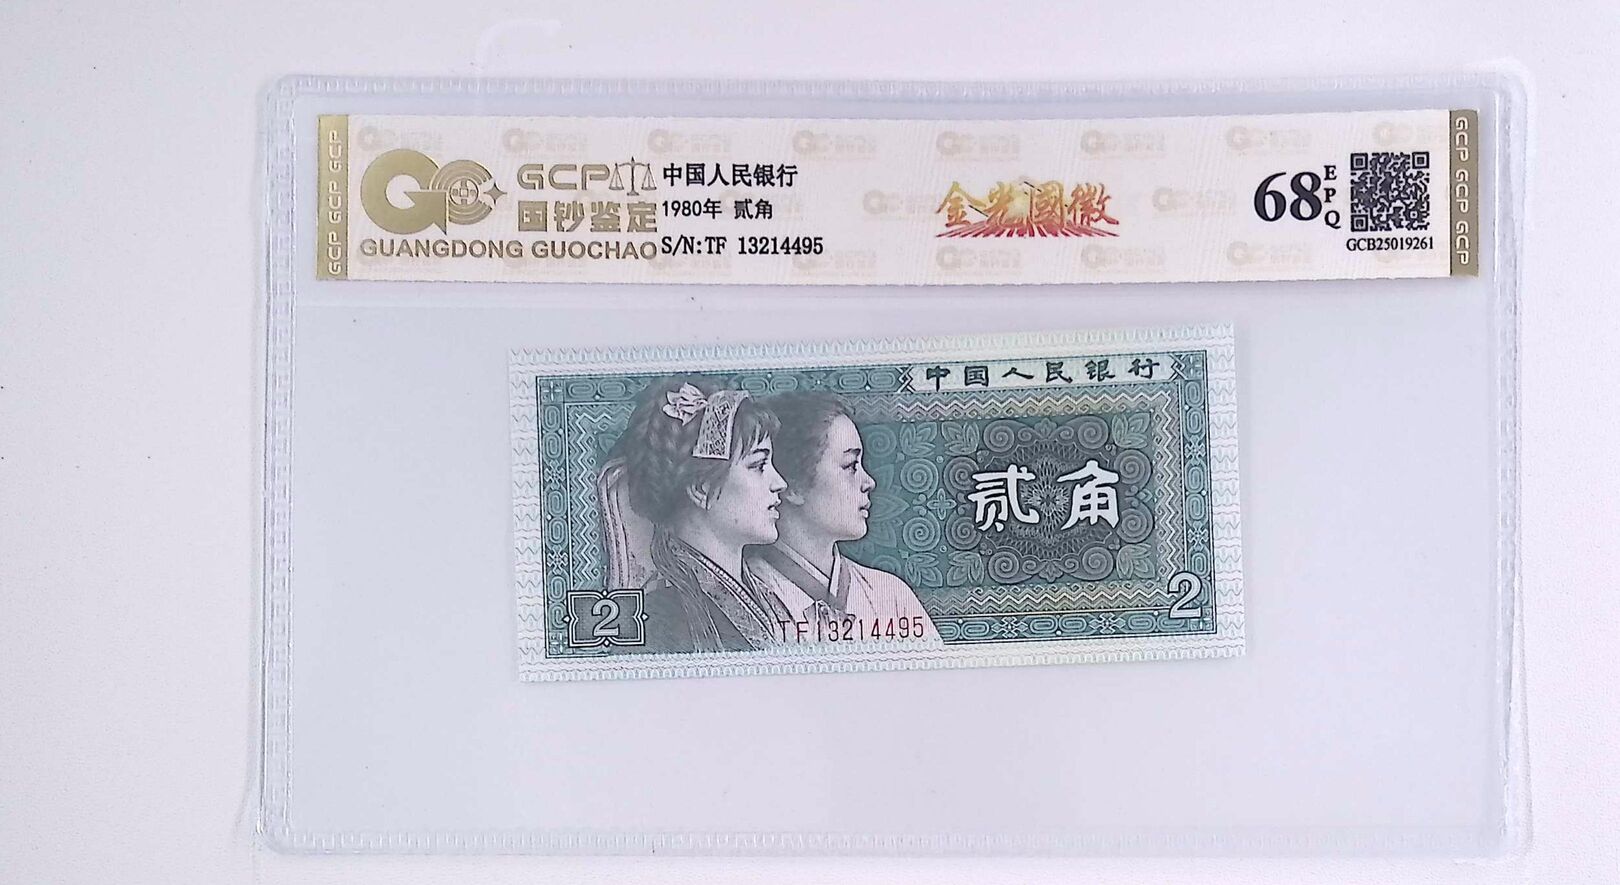 GCP GCP GCP
GCP
国钞鉴定
GUANGDONG GUOCHAO
中国人民银行
1980年 贰角
S/N:TF 13214495
金光國徽
68
EPQ
GCB25019261
GCP GCP GCP
中国人民银行
贰角
2
2
TF13214495